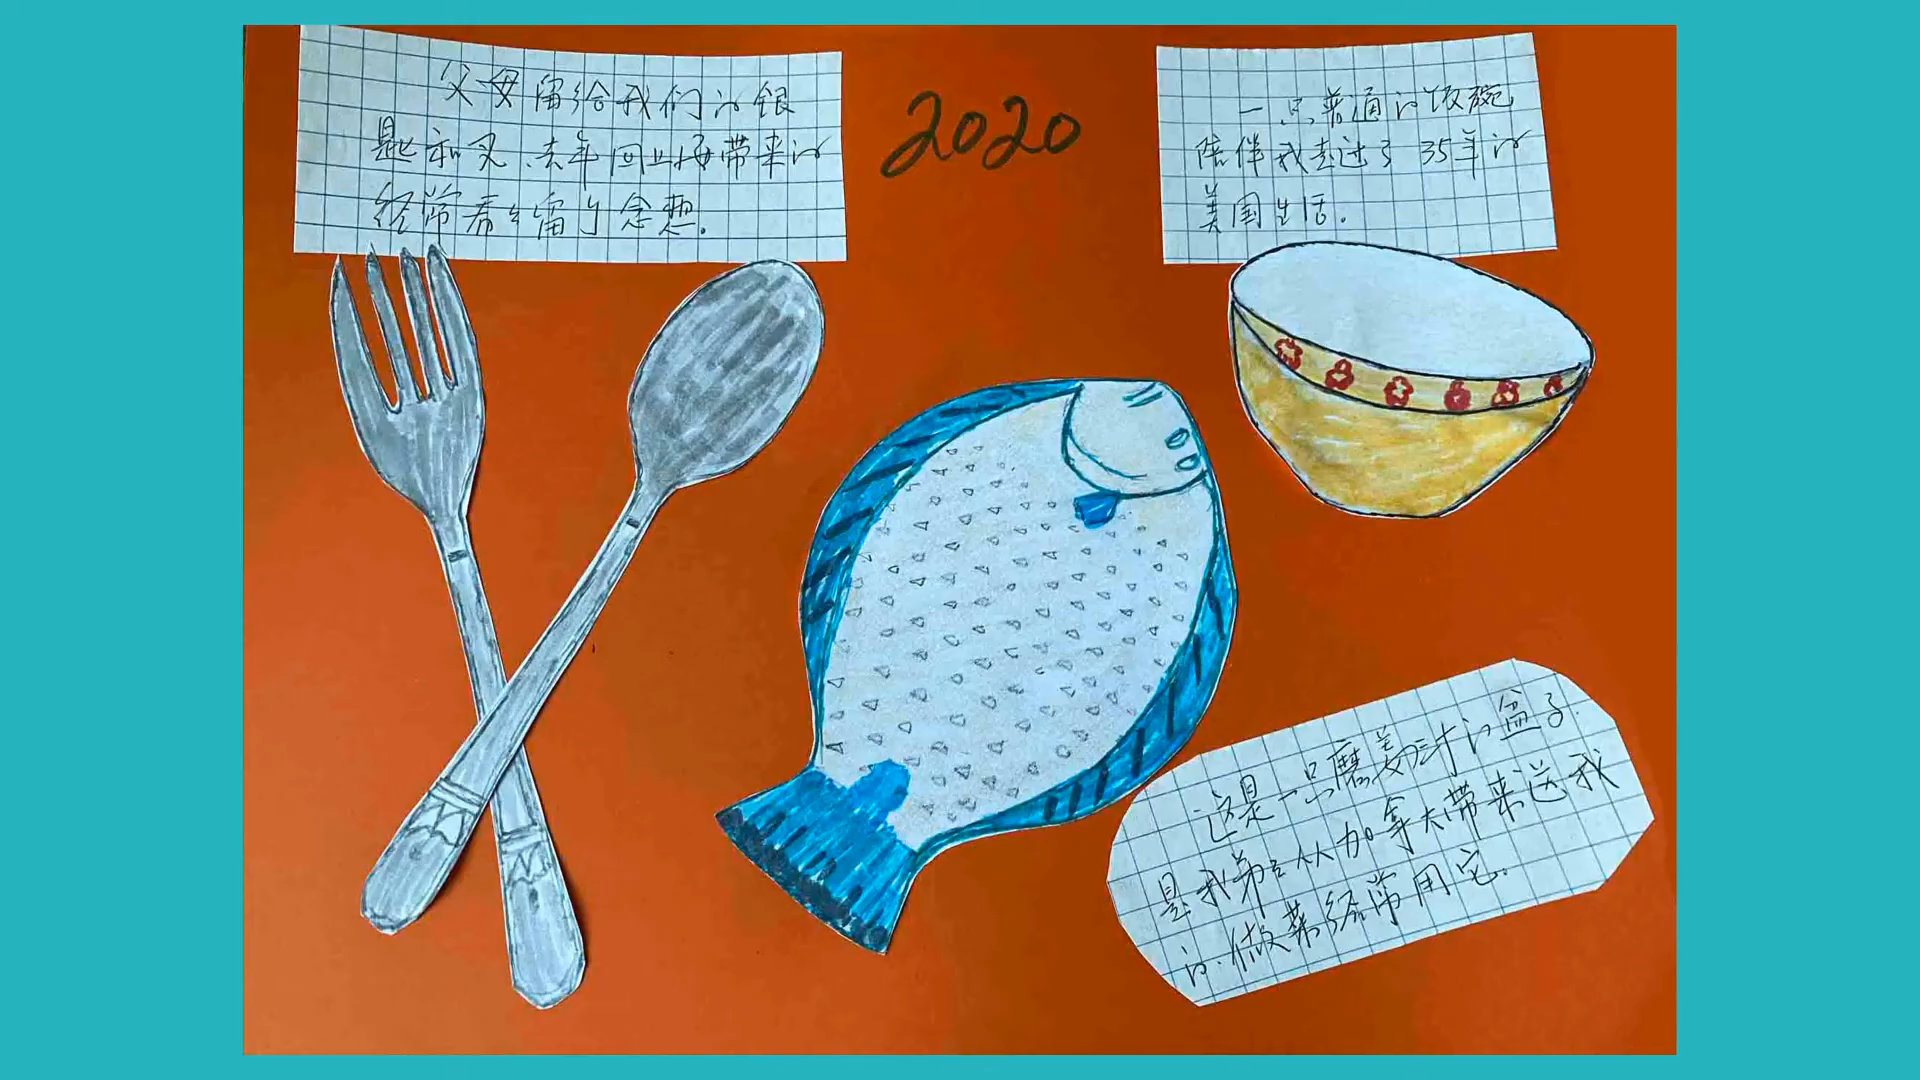 父母留给我们的银
匙和叉.去年回上海带来的
经常看看留个念想.
2020
一只普通的饭碗
陪伴我走过了35年的
美国生活.
这是一只磨姜汁的盆子.
是我弟弟从加拿大带来送我
的.做菜经常用它.